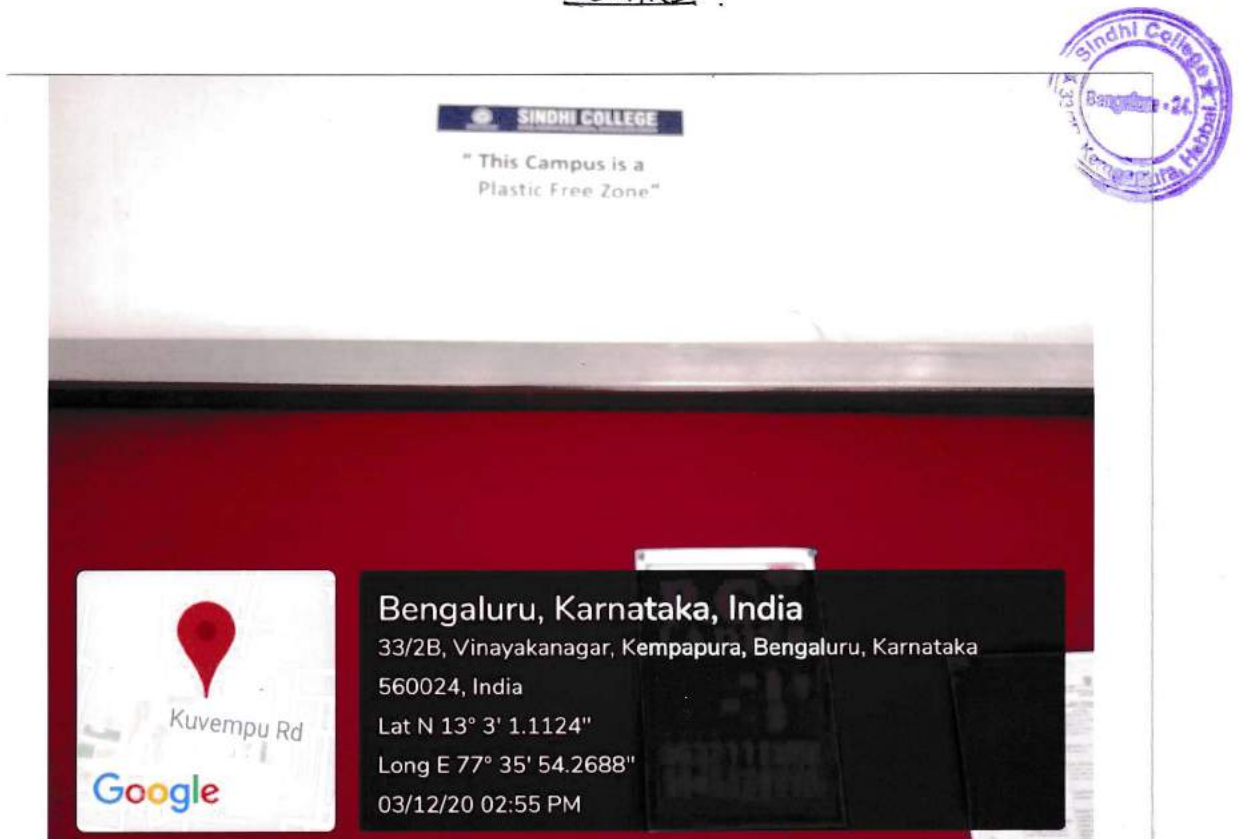 SINDHI COLLEGE
" This Campus is a
Plastic Free Zone"
Sindhi College
Bangalore - 24.
Kempapura, Hebbal.
Kuvempu Rd
Google
Bengaluru, Karnataka, India
33/2B, Vinayakanagar, Kempapura, Bengaluru, Karnataka
560024, India
Lat N 13° 3' 1.1124"
Long E 77° 35' 54.2688"
03/12/20 02:55 PM